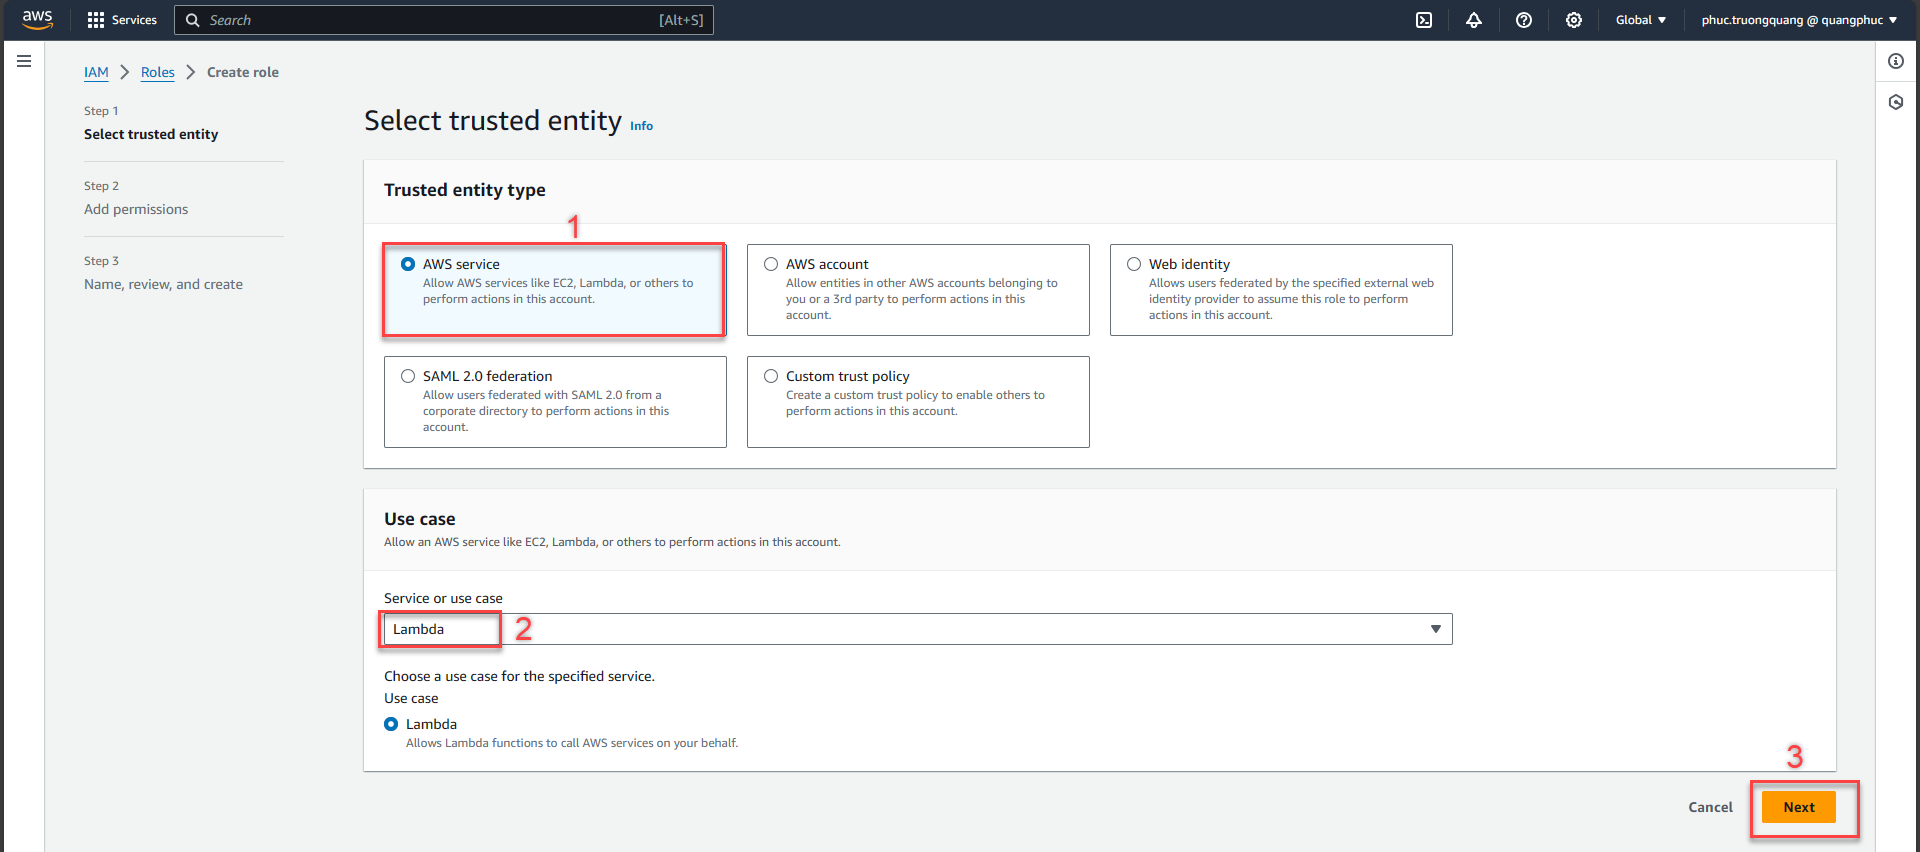 aws
Services
Search
[Alt+S]
Global
phuc.truongquang @ quangphuc
IAM
Roles
Create role
Step 1
Select trusted entity
Step 2
Add permissions
Step 3
Name, review, and create
Select trusted entity Info
Trusted entity type
1
AWS service
Allow AWS services like EC2, Lambda, or others to
perform actions in this account.
AWS account
Allow entities in other AWS accounts belonging to
you or a 3rd party to perform actions in this
account.
Web identity
Allows users federated by the specified external web
identity provider to assume this role to perform
actions in this account.
SAML 2.0 federation
Allow users federated with SAML 2.0 from a
corporate directory to perform actions in this
account.
Custom trust policy
Create a custom trust policy to enable others to
perform actions in this account.
Use case
Allow an AWS service like EC2, Lambda, or others to perform actions in this account.
Service or use case
Lambda
2
Choose a use case for the specified service.
Use case
Lambda
Allows Lambda functions to call AWS services on your behalf.
3
Cancel
Next